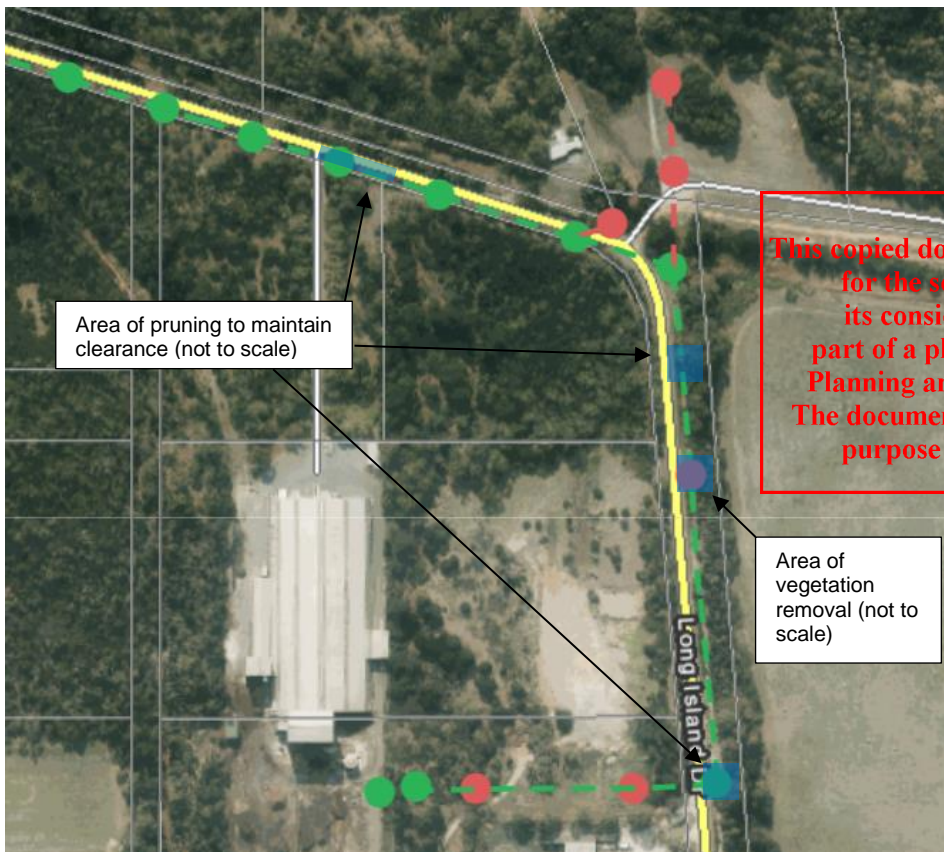 This copied do
for the s
its consi
part of a pl
Planning a
The documen
purpose
Area of pruning to maintain
clearance (not to scale)
Area of
vegetation
removal (not to
scale)
Long Island D